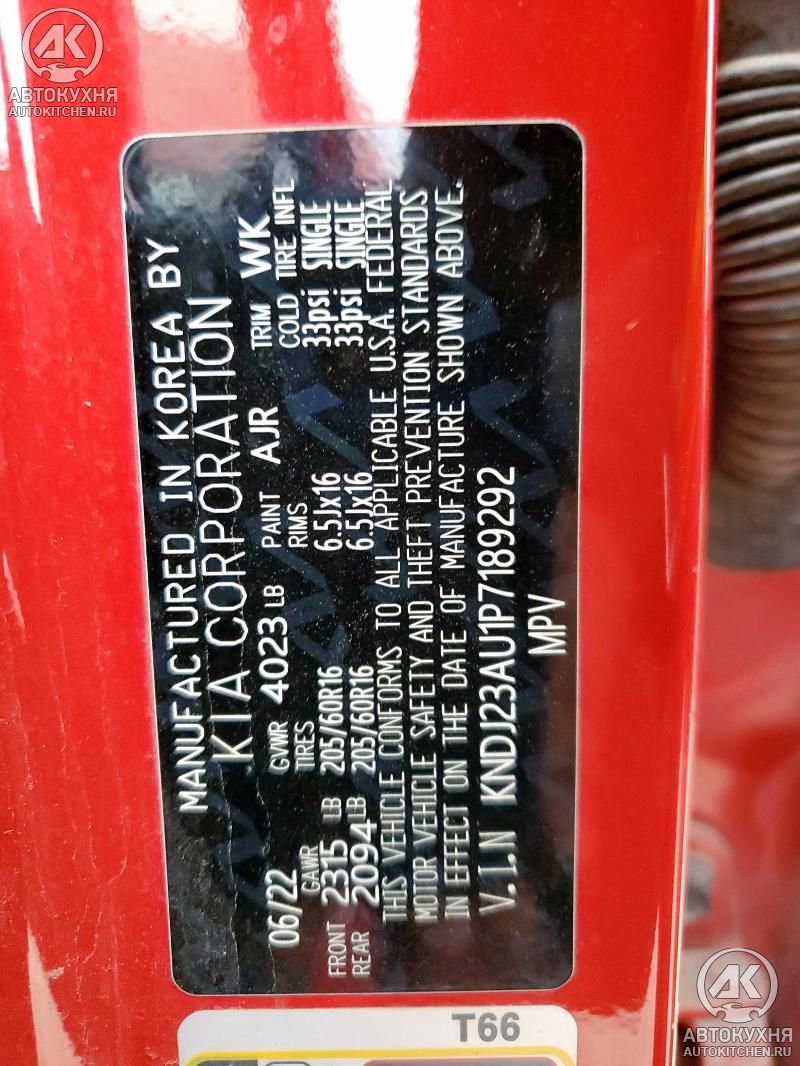 AK
АВТОКУХНЯ
AUTOKITCHEN.RU
MANUFACTURED IN KOREA BY
KIA CORPORATION
06/22 GVWR 4023 LB PAINT AJR TRIM WK
GAWR TIRES RIMS COLD TIRE INFL
FRONT 2315 LB 205/60R16 6.5Jx16 33psi SINGLE
REAR 2094 LB 205/60R16 6.5Jx16 33psi SINGLE
THIS VEHICLE CONFORMS TO ALL APPLICABLE U.S.A. FEDERAL
MOTOR VEHICLE SAFETY AND THEFT PREVENTION STANDARDS
IN EFFECT ON THE DATE OF MANUFACTURE SHOWN ABOVE.
V.I.N KNDJ23AU1P7189292
MPV
T66
AK
АВТОКУХНЯ
AUTOKITCHEN.RU